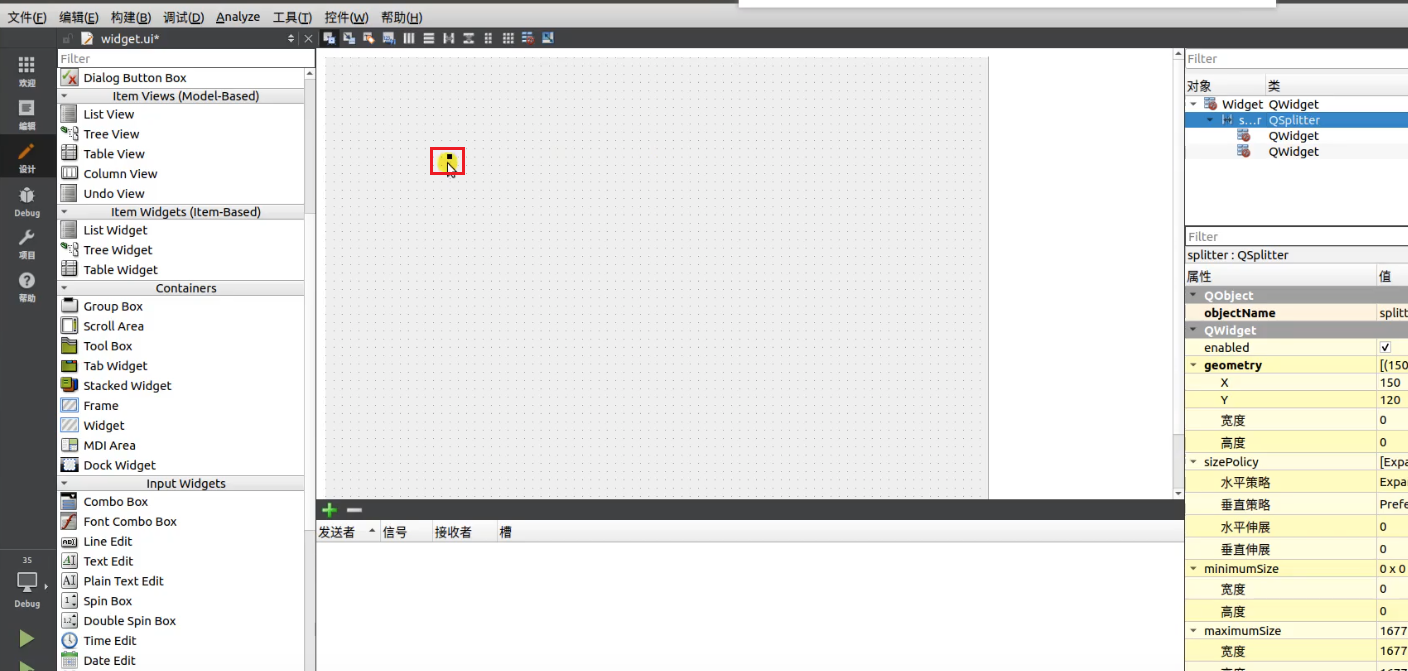 文件(F) 编辑(E) 构建(B) 调试(D) Analyze 工具(T) 控件(W) 帮助(H)
widget.ui*
欢迎
编辑
设计
Debug
项目
帮助
35
Debug
Filter
Dialog Button Box
Item Views (Model-Based)
List View
Tree View
Table View
Column View
Undo View
Item Widgets (Item-Based)
List Widget
Tree Widget
Table Widget
Containers
Group Box
Scroll Area
Tool Box
Tab Widget
Stacked Widget
Frame
Widget
MDI Area
Dock Widget
Input Widgets
Combo Box
Font Combo Box
Line Edit
Text Edit
Plain Text Edit
Spin Box
Double Spin Box
Time Edit
Date Edit
发送者 信号 接收者 槽
Filter
对象 类
Widget QWidget
s...r QSplitter
QWidget
QWidget
Filter
splitter : QSplitter
属性 值
QObject
objectName splitt
QWidget
enabled
geometry [(150
X 150
Y 120
宽度 0
高度 0
sizePolicy [Expa
水平策略 Expa
垂直策略 Prefe
水平伸展 0
垂直伸展 0
minimumSize 0 x 0
宽度 0
高度 0
maximumSize 1677
宽度 1677